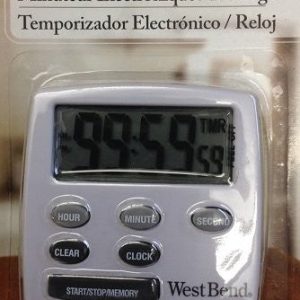 Temporizador Electrónico / Reloj
-99:59 59
TMR
HOUR MINUTE SECOND
CLEAR CLOCK
START/STOP/MEMORY
West Bend